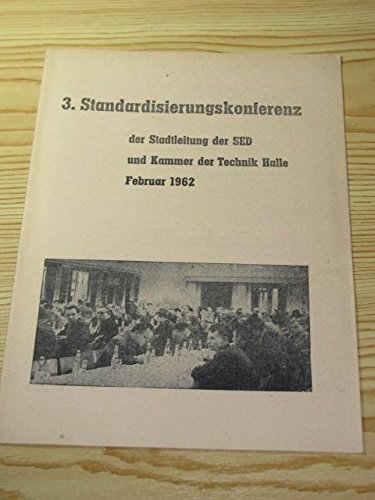 3. Standardisierungskonferenz
der Stadtleitung der SED
und Kammer der Technik Halle
Februar 1962